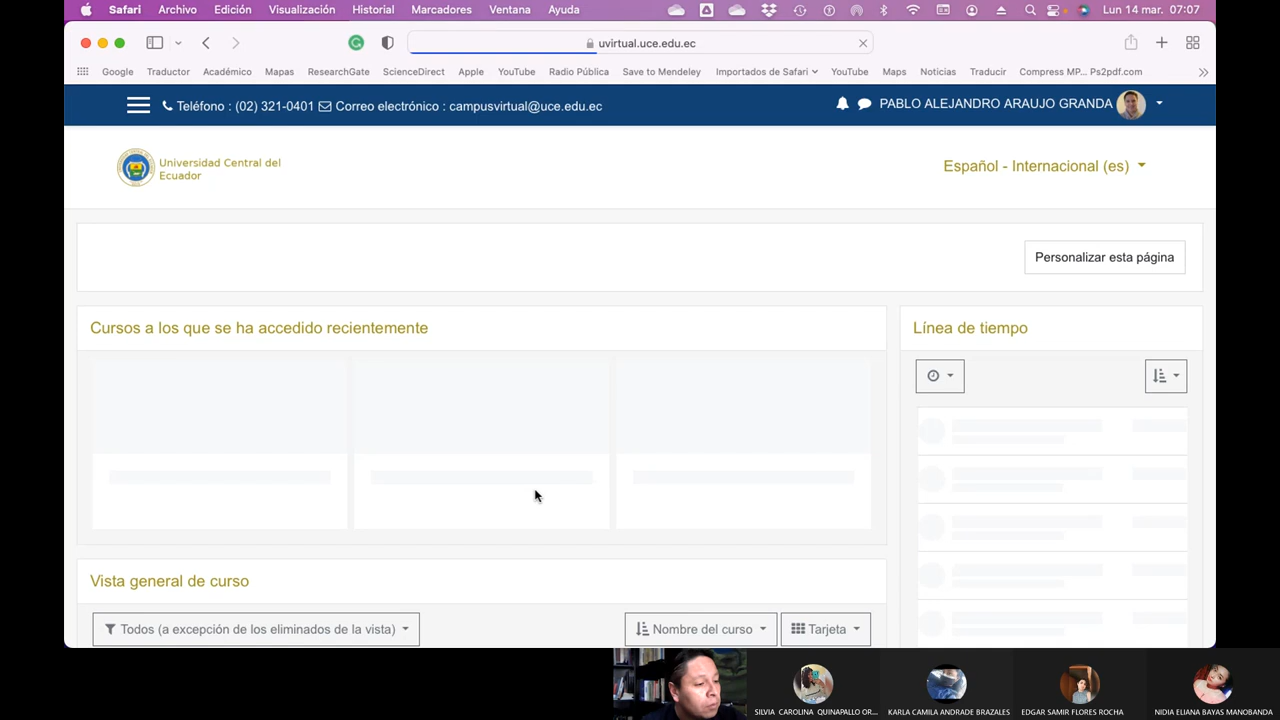 Safari Archivo Edición Visualización Historial Marcadores Ventana Ayuda Lun 14 mar. 07:07
uvirtual.uce.edu.ec
Google Traductor Académico Mapas ResearchGate ScienceDirect Apple YouTube Radio Pública Save to Mendeley Importados de Safari YouTube Maps Noticias Traducir Compress MP... Ps2pdf.com
Teléfono : (02) 321-0401 Correo electrónico : campusvirtual@uce.edu.ec PABLO ALEJANDRO ARAUJO GRANDA
Universidad Central del
Ecuador
Español - Internacional (es)
Personalizar esta página
Cursos a los que se ha accedido recientemente
Línea de tiempo
Vista general de curso
Todos (a excepción de los eliminados de la vista) Nombre del curso Tarjeta
SILVIA CAROLINA QUINAPALLO OR... KARLA CAMILA ANDRADE BRAZALES EDGAR SAMIR FLORES ROCHA NIDIA ELIANA BAYAS MANOBANDA